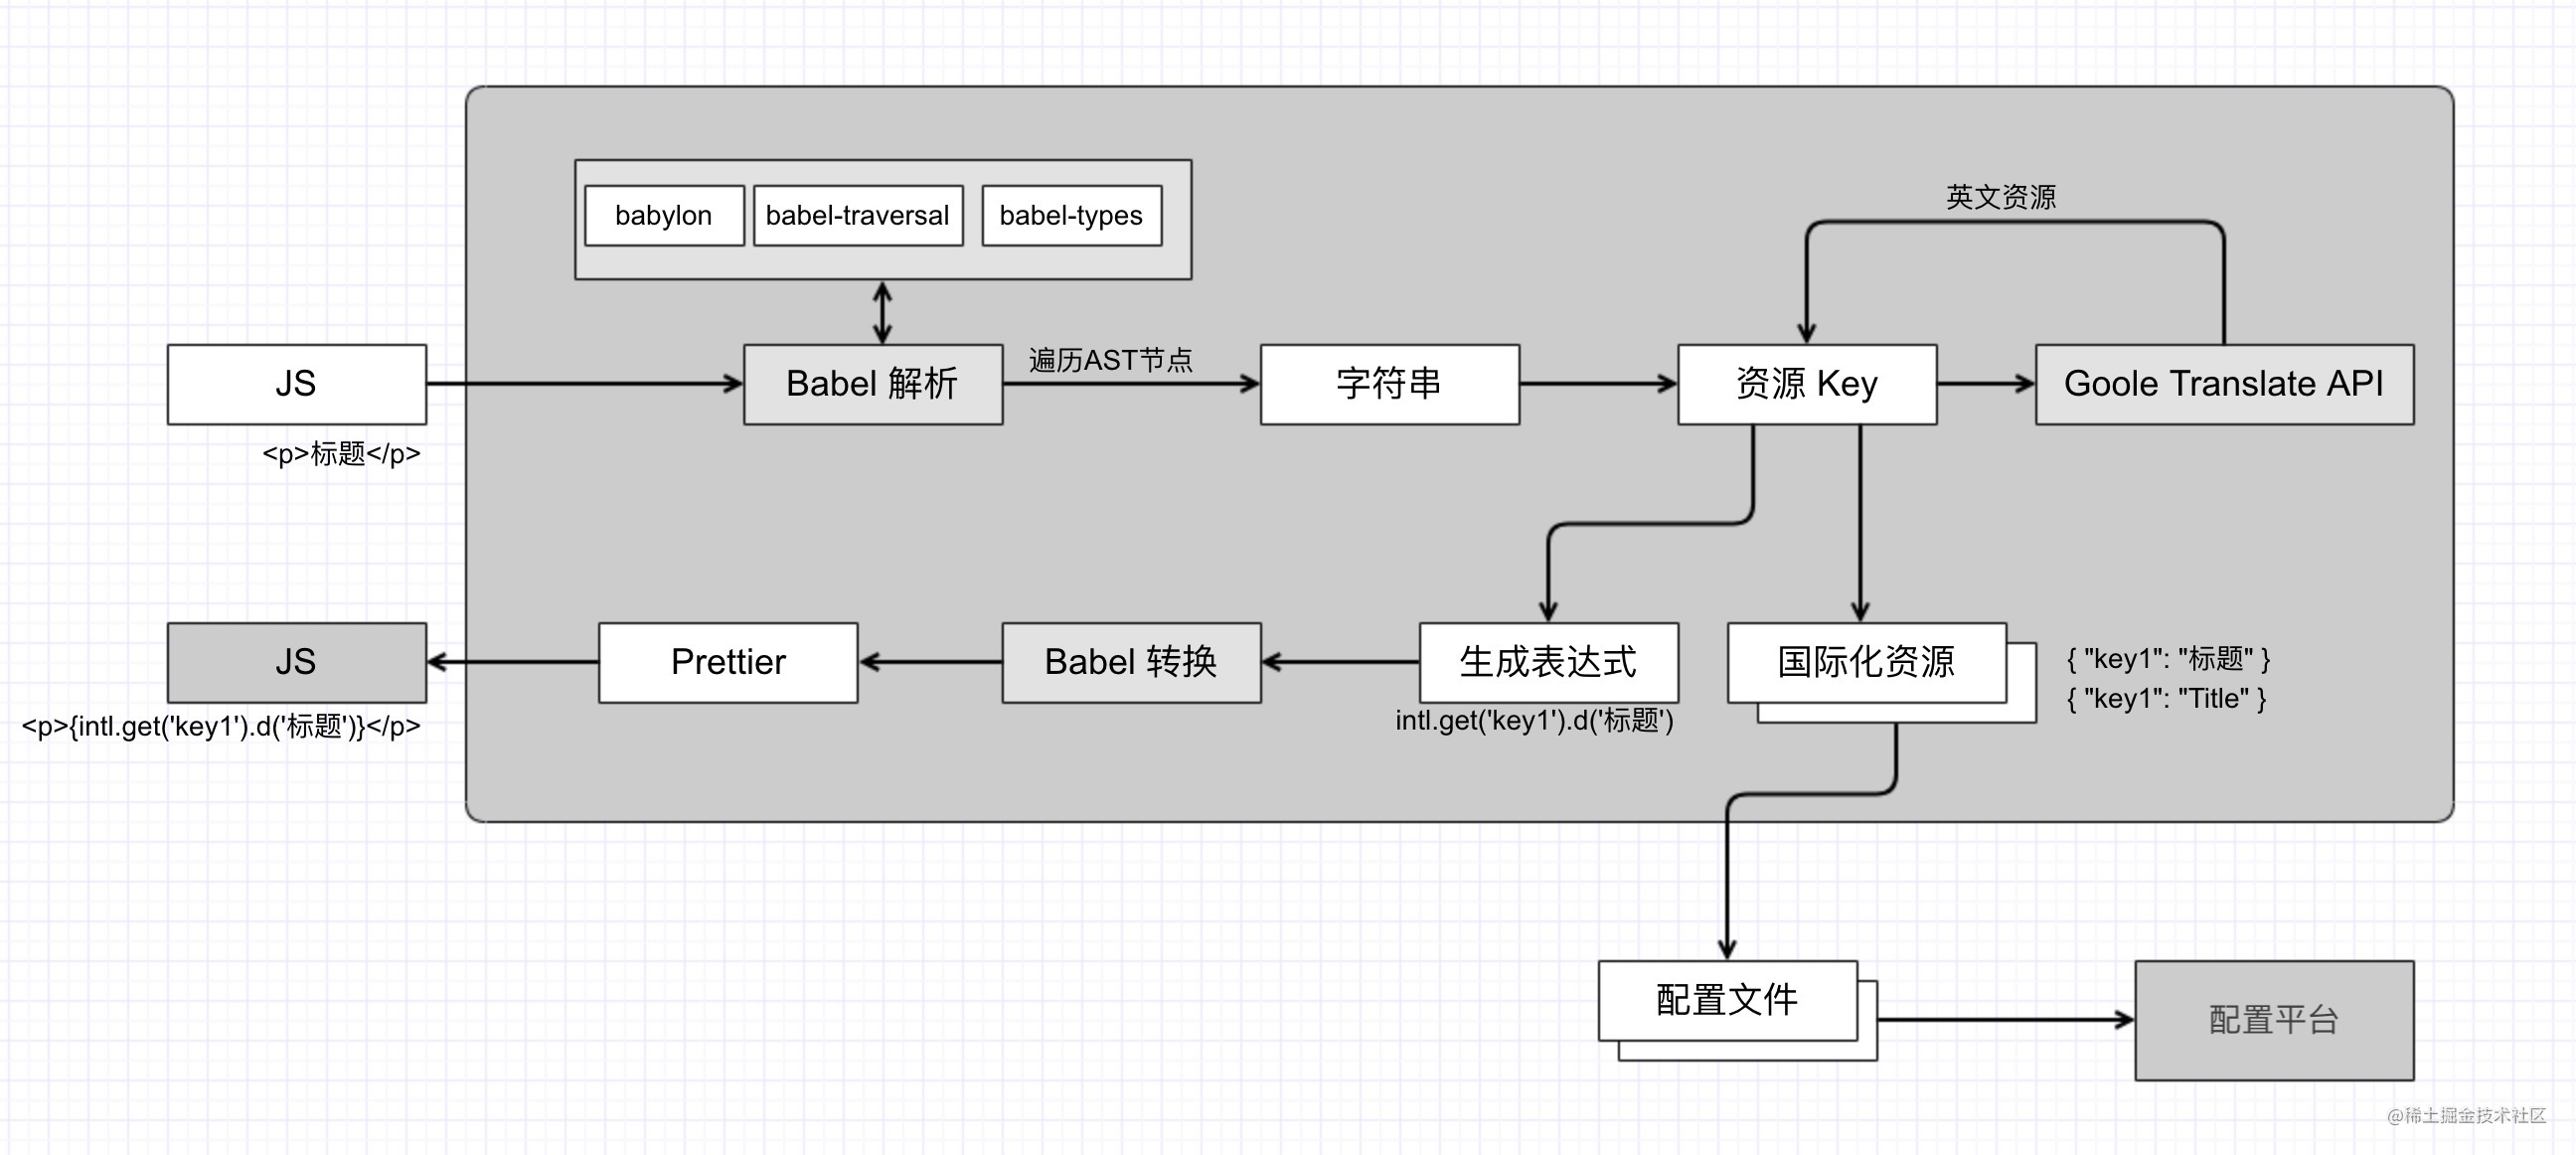 babylon
babel-traversal
babel-types
英文资源
JS
Babel 解析
遍历AST节点
字符串
资源 Key
Goole Translate API
<p>标题</p>
JS
Prettier
Babel 转换
生成表达式
国际化资源
{ "key1": "标题" }
{ "key1": "Title" }
<p>{intl.get('key1').d('标题')}</p>
intl.get('key1').d('标题')
配置文件
配置平台
@稀土掘金技术社区